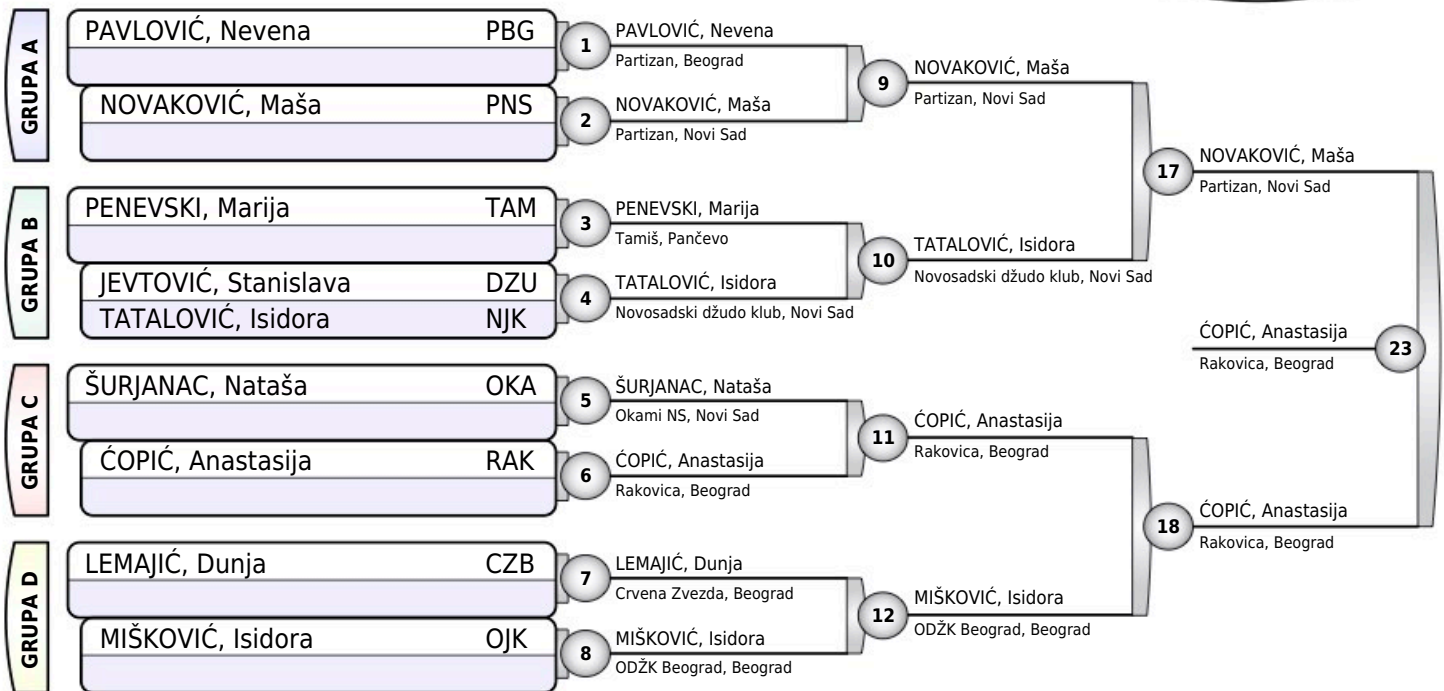 GRUPA A
PAVLOVIĆ, Nevena PBG
NOVAKOVIĆ, Maša PNS
GRUPA B
PENEVSKI, Marija TAM
JEVTOVIĆ, Stanislava DZU
TATALOVIĆ, Isidora NJK
GRUPA C
ŠURJANAC, Nataša OKA
ĆOPIĆ, Anastasija RAK
GRUPA D
LEMAJIĆ, Dunja CZB
MIŠKOVIĆ, Isidora OJK
1
PAVLOVIĆ, Nevena
Partizan, Beograd
2
NOVAKOVIĆ, Maša
Partizan, Novi Sad
3
PENEVSKI, Marija
Tamiš, Pančevo
4
TATALOVIĆ, Isidora
Novosadski džudo klub, Novi Sad
5
ŠURJANAC, Nataša
Okami NS, Novi Sad
6
ĆOPIĆ, Anastasija
Rakovica, Beograd
7
LEMAJIĆ, Dunja
Crvena Zvezda, Beograd
8
MIŠKOVIĆ, Isidora
ODŽK Beograd, Beograd
9
NOVAKOVIĆ, Maša
Partizan, Novi Sad
10
TATALOVIĆ, Isidora
Novosadski džudo klub, Novi Sad
11
ĆOPIĆ, Anastasija
Rakovica, Beograd
12
MIŠKOVIĆ, Isidora
ODŽK Beograd, Beograd
17
NOVAKOVIĆ, Maša
Partizan, Novi Sad
18
ĆOPIĆ, Anastasija
Rakovica, Beograd
ĆOPIĆ, Anastasija
Rakovica, Beograd
23